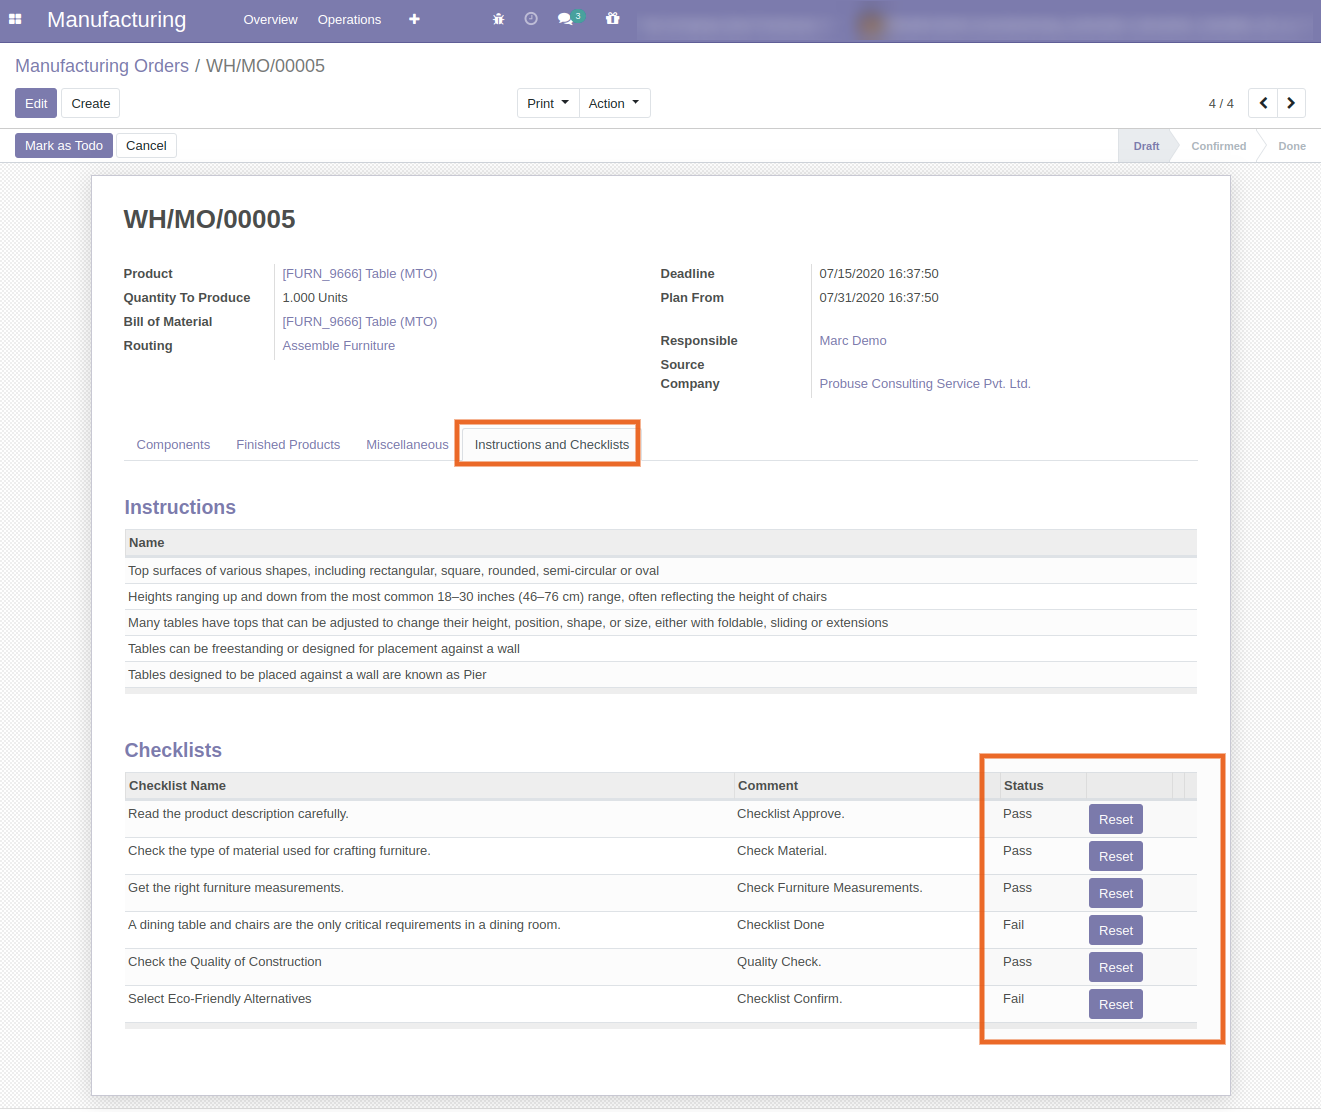 Manufacturing Overview Operations 3
Manufacturing Orders / WH/MO/00005
Edit Create Print Action 4 / 4
Mark as Todo Cancel Draft Confirmed Done
WH/MO/00005
Product [FURN_9666] Table (MTO) Deadline 07/15/2020 16:37:50
Quantity To Produce 1.000 Units Plan From 07/31/2020 16:37:50
Bill of Material [FURN_9666] Table (MTO) Responsible Marc Demo
Routing Assemble Furniture Source
Company Probuse Consulting Service Pvt. Ltd.
Components Finished Products Miscellaneous Instructions and Checklists
Instructions
Name
Top surfaces of various shapes, including rectangular, square, rounded, semi-circular or oval
Heights ranging up and down from the most common 18–30 inches (46–76 cm) range, often reflecting the height of chairs
Many tables have tops that can be adjusted to change their height, position, shape, or size, either with foldable, sliding or extensions
Tables can be freestanding or designed for placement against a wall
Tables designed to be placed against a wall are known as Pier
Checklists
Checklist Name Comment Status
Read the product description carefully. Checklist Approve. Pass Reset
Check the type of material used for crafting furniture. Check Material. Pass Reset
Get the right furniture measurements. Check Furniture Measurements. Pass Reset
A dining table and chairs are the only critical requirements in a dining room. Checklist Done Fail Reset
Check the Quality of Construction Quality Check. Pass Reset
Select Eco-Friendly Alternatives Checklist Confirm. Fail Reset